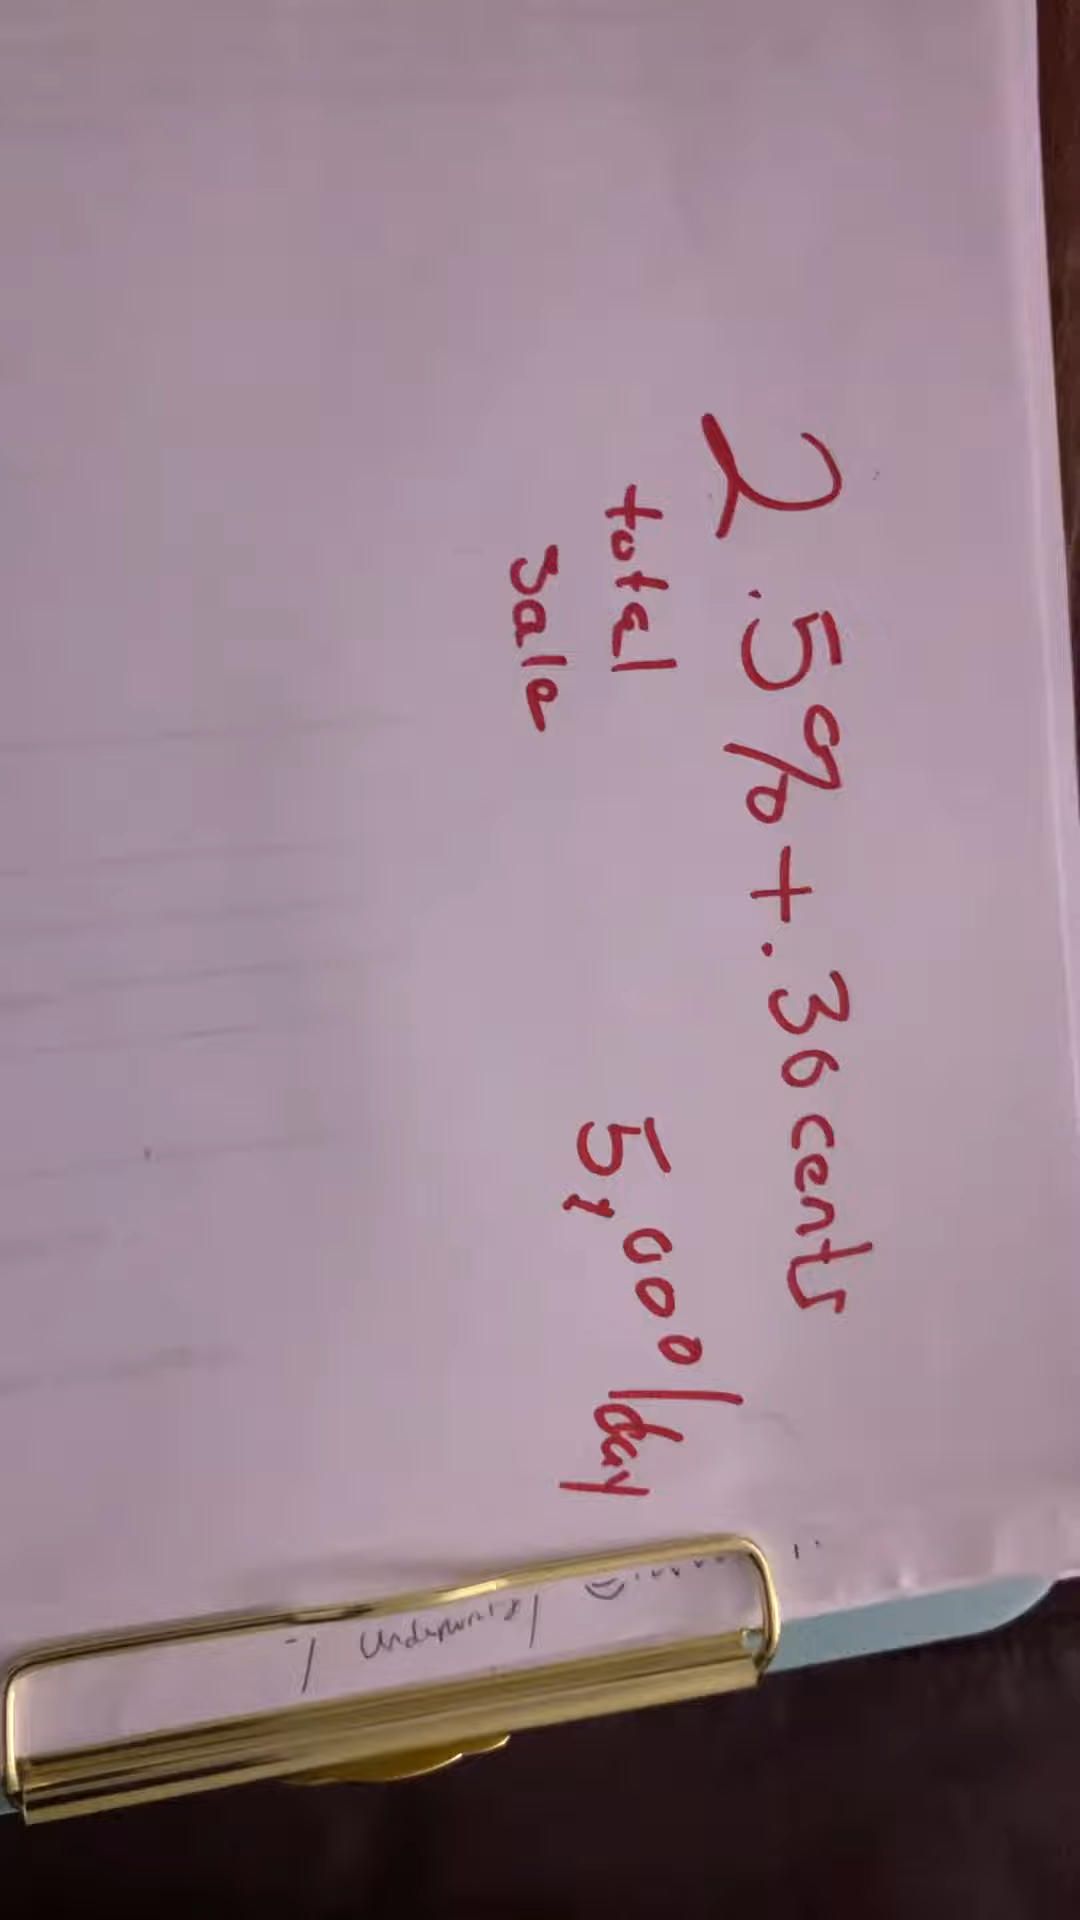 2.5% + .30 cents
total
sale
5,000/day